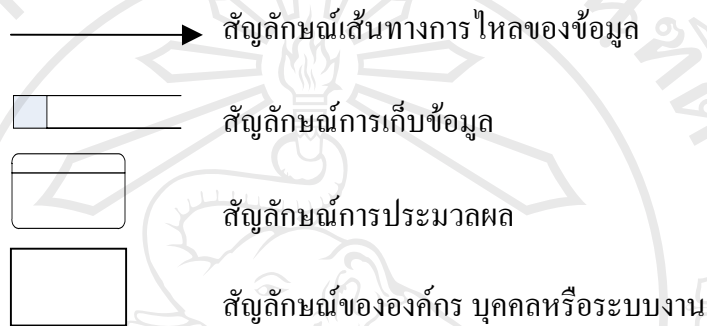 สัญลักษณ์เส้นทางการไหลของข้อมูล
สัญลักษณ์การเก็บข้อมูล
สัญลักษณ์การประมวลผล
สัญลักษณ์ขององค์กร บุคคลหรือระบบงาน